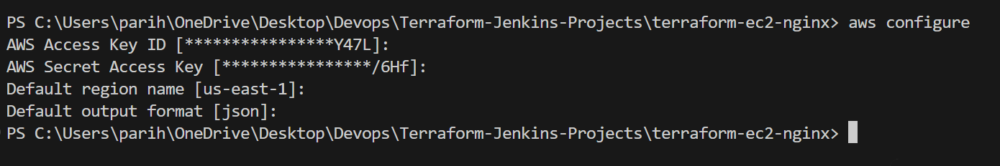 PS C:\Users\parih\OneDrive\Desktop\Devops\Terraform-Jenkins-Projects\terraform-ec2-nginx> aws configure
AWS Access Key ID [****************Y47L]:
AWS Secret Access Key [****************/6Hf]:
Default region name [us-east-1]:
Default output format [json]:
PS C:\Users\parih\OneDrive\Desktop\Devops\Terraform-Jenkins-Projects\terraform-ec2-nginx>